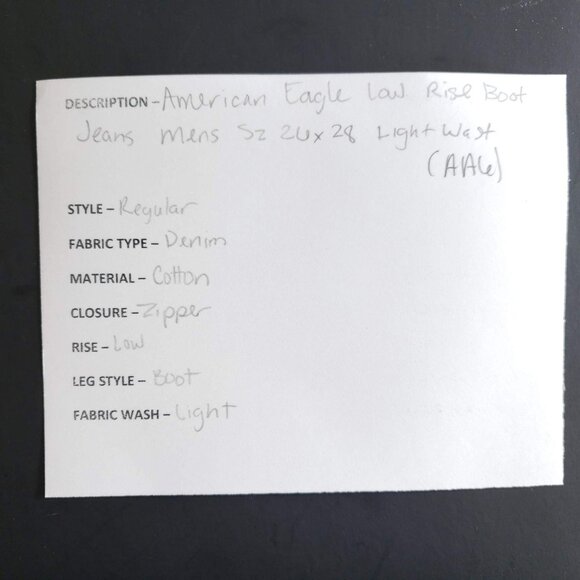 DESCRIPTION – American Eagle Low Rise Boot
Jeans Mens Sz 26x28 Light Wast
(AA6)
STYLE – Regular
FABRIC TYPE – Denim
MATERIAL – Cotton
CLOSURE – Zipper
RISE – Low
LEG STYLE – Boot
FABRIC WASH – Light